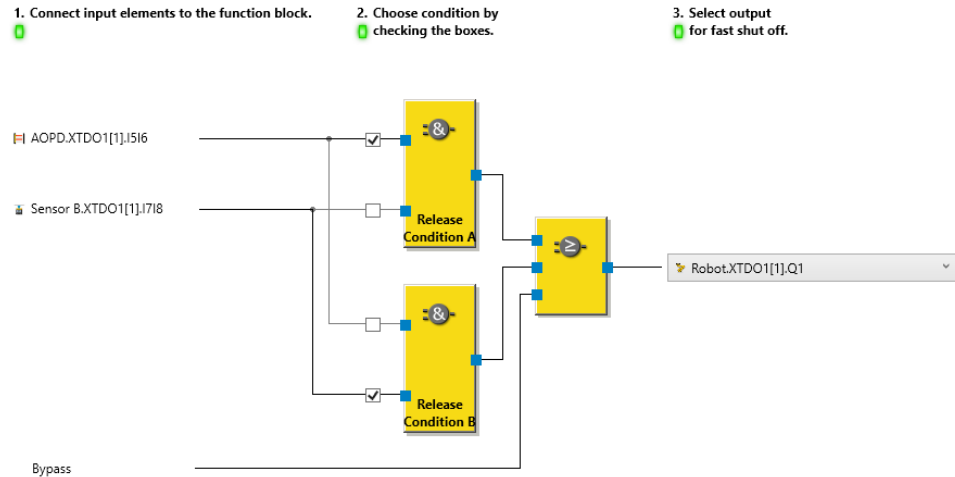 1. Connect input elements to the function block.
2. Choose condition by
checking the boxes.
3. Select output
for fast shut off.
AOPD.XTDO1[1].I5I6
&
Sensor B.XTDO1[1].I7I8
Release
Condition A
≥
Robot.XTDO1[1].Q1
&
Release
Condition B
Bypass